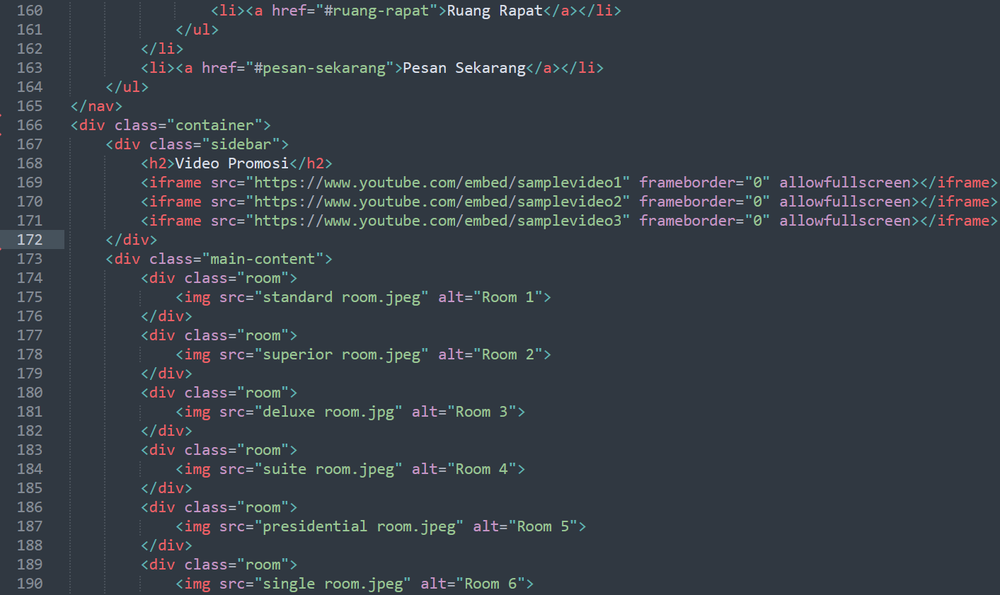 160 <li><a href="#ruang-rapat">Ruang Rapat</a></li>
161 </ul>
162 </li>
163 <li><a href="#pesan-sekarang">Pesan Sekarang</a></li>
164 </ul>
165 </nav>
166 <div class="container">
167 <div class="sidebar">
168 <h2>Video Promosi</h2>
169 <iframe src="https://www.youtube.com/embed/samplevideo1" frameborder="0" allowfullscreen></iframe>
170 <iframe src="https://www.youtube.com/embed/samplevideo2" frameborder="0" allowfullscreen></iframe>
171 <iframe src="https://www.youtube.com/embed/samplevideo3" frameborder="0" allowfullscreen></iframe>
172 </div>
173 <div class="main-content">
174 <div class="room">
175 <img src="standard room.jpeg" alt="Room 1">
176 </div>
177 <div class="room">
178 <img src="superior room.jpeg" alt="Room 2">
179 </div>
180 <div class="room">
181 <img src="deluxe room.jpg" alt="Room 3">
182 </div>
183 <div class="room">
184 <img src="suite room.jpeg" alt="Room 4">
185 </div>
186 <div class="room">
187 <img src="presidential room.jpeg" alt="Room 5">
188 </div>
189 <div class="room">
190 <img src="single room.jpeg" alt="Room 6">